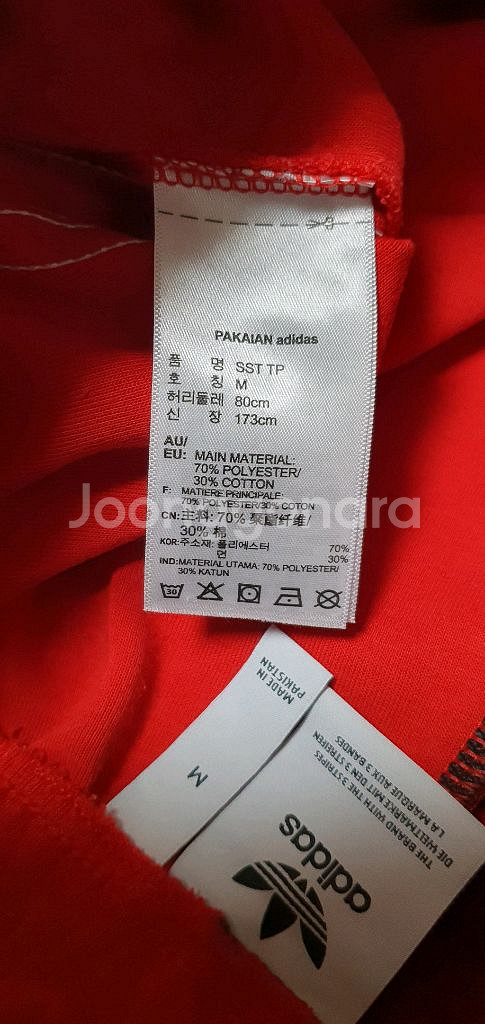 PAKAIAN adidas
품 명 SST TP
호 칭 M
허리둘레 80cm
신 장 173cm
AU/
EU: MAIN MATERIAL:
70% POLYESTER/
30% COTTON
F: MATIERE PRINCIPALE:
70% POLYESTER/30% COTON
Joonggonara
CN: 主料: 70% 聚酯纤维/
30% 棉
KOR: 주소재: 폴리에스터 70%
면 30%
IND: MATERIAL UTAMA: 70% POLYESTER/
30% KATUN
30
MADE IN
PAKISTAN
M
THE BRAND WITH THE 3 STRIPES
DIE WELTMARKE MIT DEN 3 STREIFEN
LA MARQUE AUX 3 BANDES
adidas